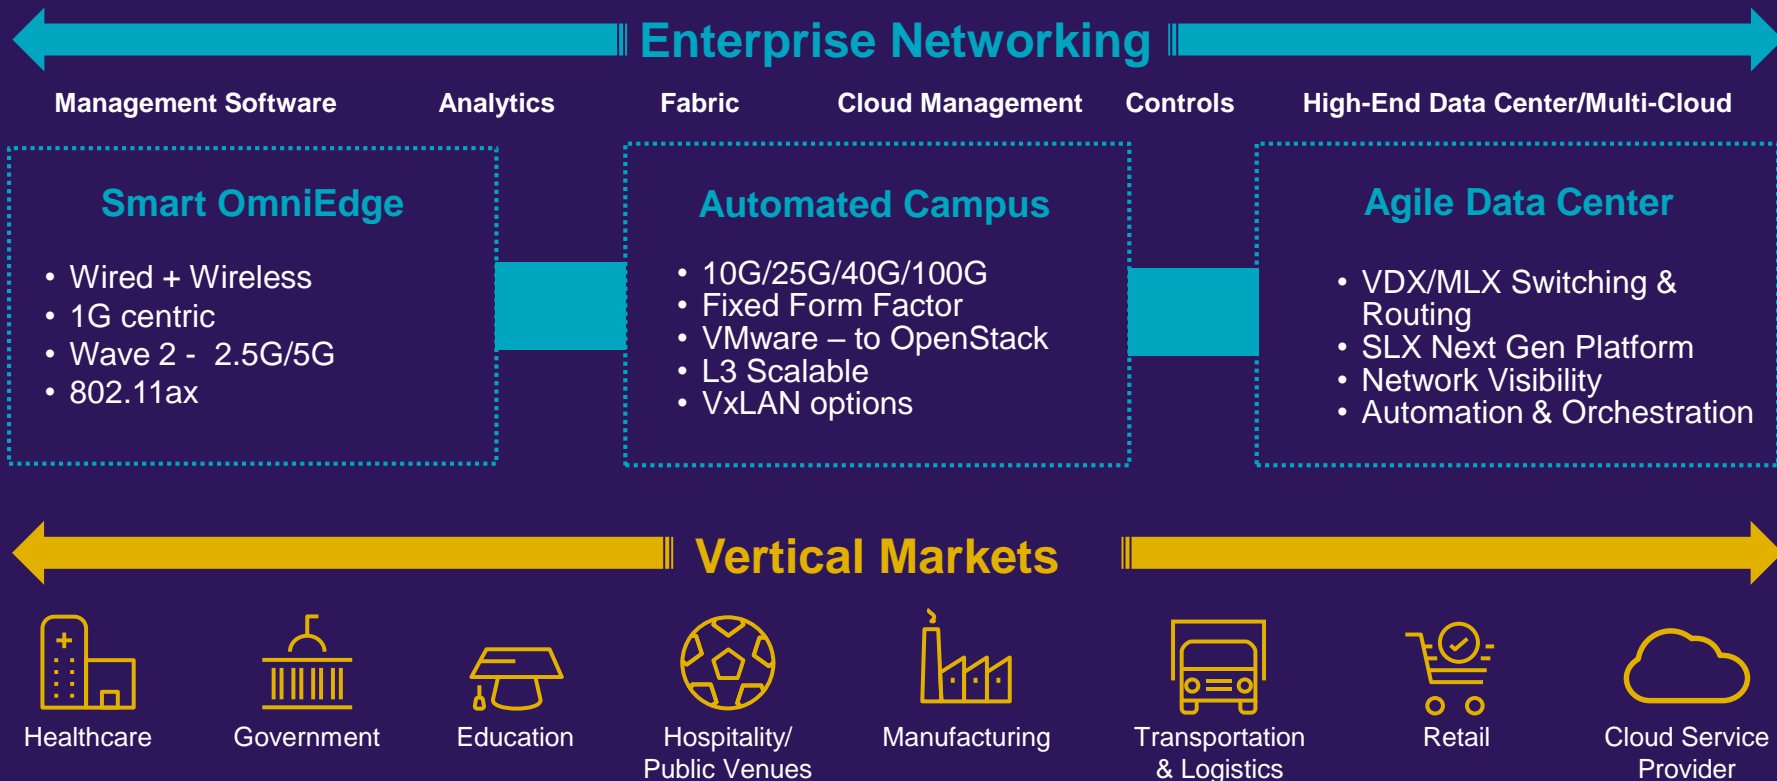 Enterprise Networking
Management Software
Analytics
Fabric
Cloud Management
Controls
High-End Data Center/Multi-Cloud
Smart OmniEdge
• Wired + Wireless
• 1G centric
• Wave 2 - 2.5G/5G
• 802.11ax
Automated Campus
• 10G/25G/40G/100G
• Fixed Form Factor
• VMware – to OpenStack
• L3 Scalable
• VxLAN options
Agile Data Center
• VDX/MLX Switching &
Routing
• SLX Next Gen Platform
• Network Visibility
• Automation & Orchestration
Vertical Markets
Healthcare
Government
Education
Hospitality/
Public Venues
Manufacturing
Transportation
& Logistics
Retail
Cloud Service
Provider